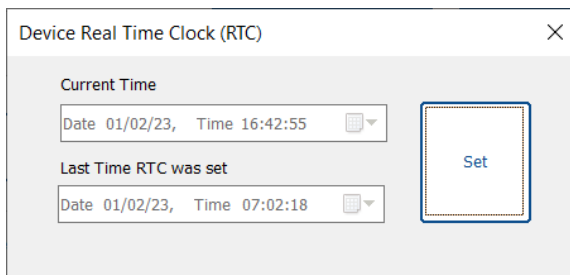 Device Real Time Clock (RTC)
Current Time
Date 01/02/23, Time 16:42:55
Last Time RTC was set
Date 01/02/23, Time 07:02:18
Set